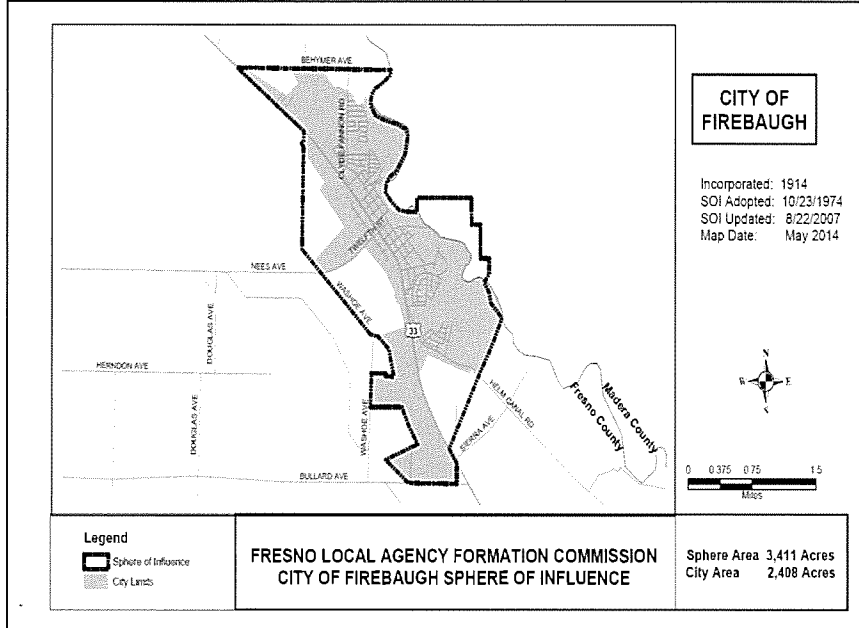 BEHYMER AVE
CLYDE FANNON RD
TWELFTH ST
NEES AVE
WASHOE AVE
DOUGLAS AVE
33
HERNDON AVE
DOUGLAS AVE
WASHOE AVE
HELM CANAL RD
SIERRA AVE
BULLARD AVE
Fresno County
Madera County
CITY OF
FIREBAUGH
Incorporated: 1914
SOI Adopted: 10/23/1974
SOI Updated: 8/22/2007
Map Date: May 2014
N
W E
S
0 0.375 0.75 1.5
Miles
Legend
Sphere of Influence
City Limits
FRESNO LOCAL AGENCY FORMATION COMMISSION
CITY OF FIREBAUGH SPHERE OF INFLUENCE
Sphere Area 3,411 Acres
City Area 2,408 Acres